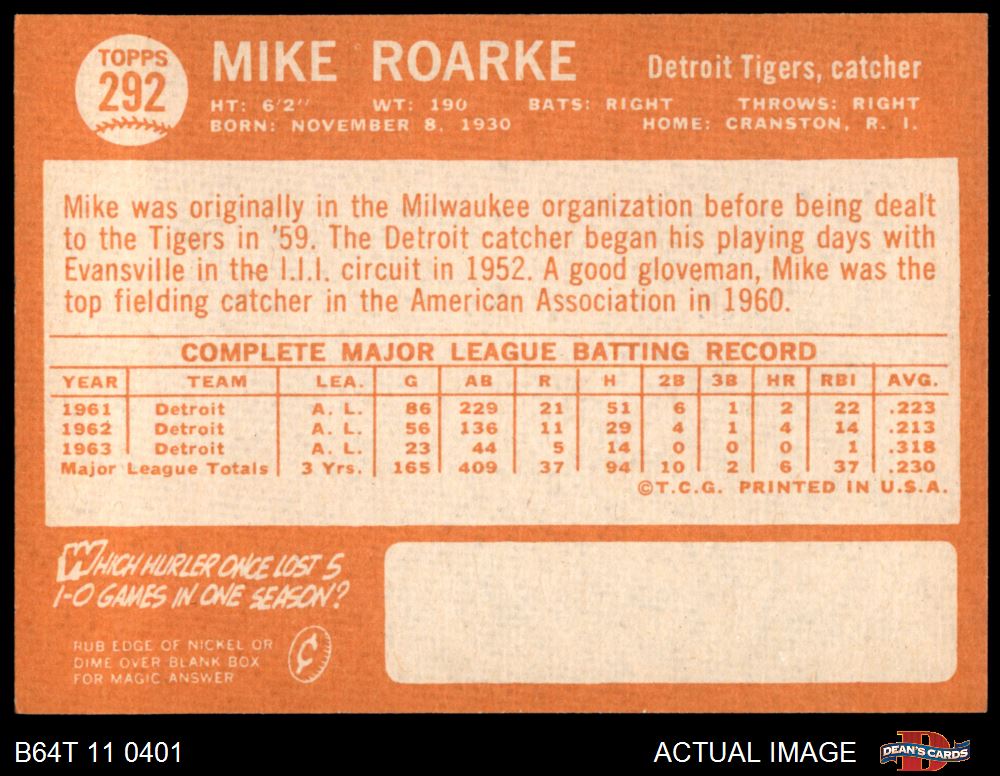 TOPPS
292
MIKE ROARKE
Detroit Tigers, catcher
HT: 6'2" WT: 190 BATS: RIGHT THROWS: RIGHT
BORN: NOVEMBER 8, 1930 HOME: CRANSTON, R. I.
Mike was originally in the Milwaukee organization before being dealt
to the Tigers in '59. The Detroit catcher began his playing days with
Evansville in the I.I.I. circuit in 1952. A good gloveman, Mike was the
top fielding catcher in the American Association in 1960.
COMPLETE MAJOR LEAGUE BATTING RECORD
YEAR TEAM LEA. G AB R H 2B 3B HR RBI AVG.
1961 Detroit A. L. 86 229 21 51 6 1 2 22 .223
1962 Detroit A. L. 56 136 11 29 4 1 4 14 .213
1963 Detroit A. L. 23 44 5 14 0 0 0 1 .318
Major League Totals 3 Yrs. 165 409 37 94 10 2 6 37 .230
©T.C.G. PRINTED IN U.S.A.
WHICH HURLER ONCE LOST 5
1-0 GAMES IN ONE SEASON?
RUB EDGE OF NICKEL OR
DIME OVER BLANK BOX
FOR MAGIC ANSWER
¢
B64T 11 0401
ACTUAL IMAGE
D
DEAN'S CARDS